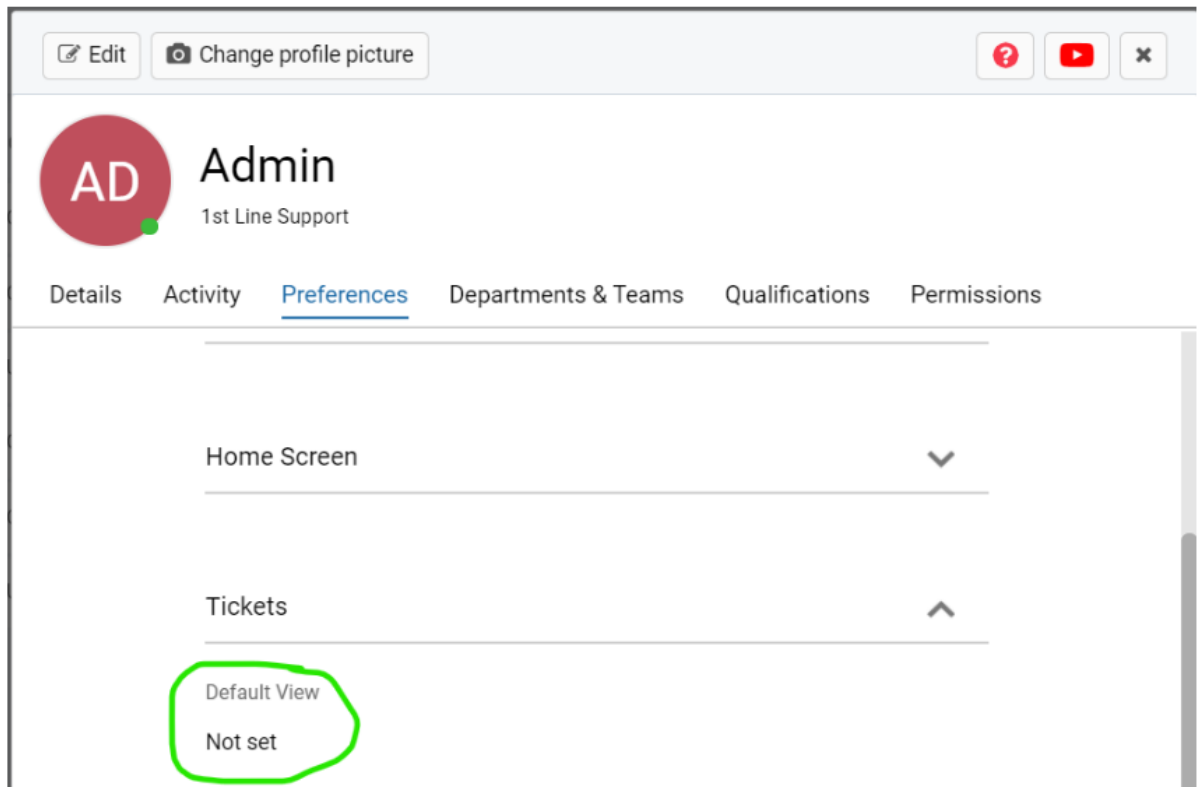 Edit Change profile picture
AD
Admin
1st Line Support
Details Activity Preferences Departments & Teams Qualifications Permissions
Home Screen
Tickets
Default View
Not set